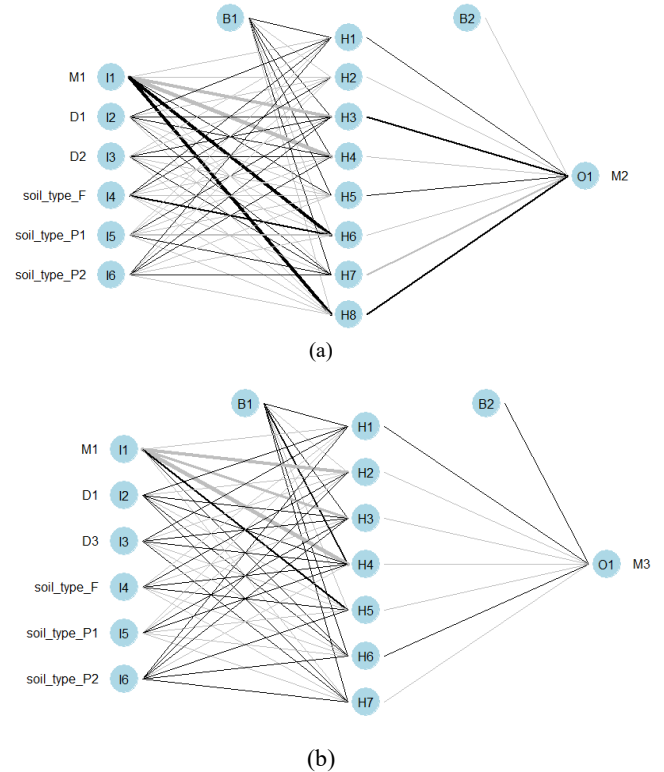 B1
B2
H1
M1 I1
H2
D1 I2
H3
D2 I3
H4
soil_type_F I4
H5
O1 M2
soil_type_P1 I5
H6
soil_type_P2 I6
H7
H8
(a)
B1
B2
H1
M1 I1
H2
D1 I2
H3
D3 I3
H4
O1 M3
soil_type_F I4
H5
soil_type_P1 I5
H6
soil_type_P2 I6
H7
(b)